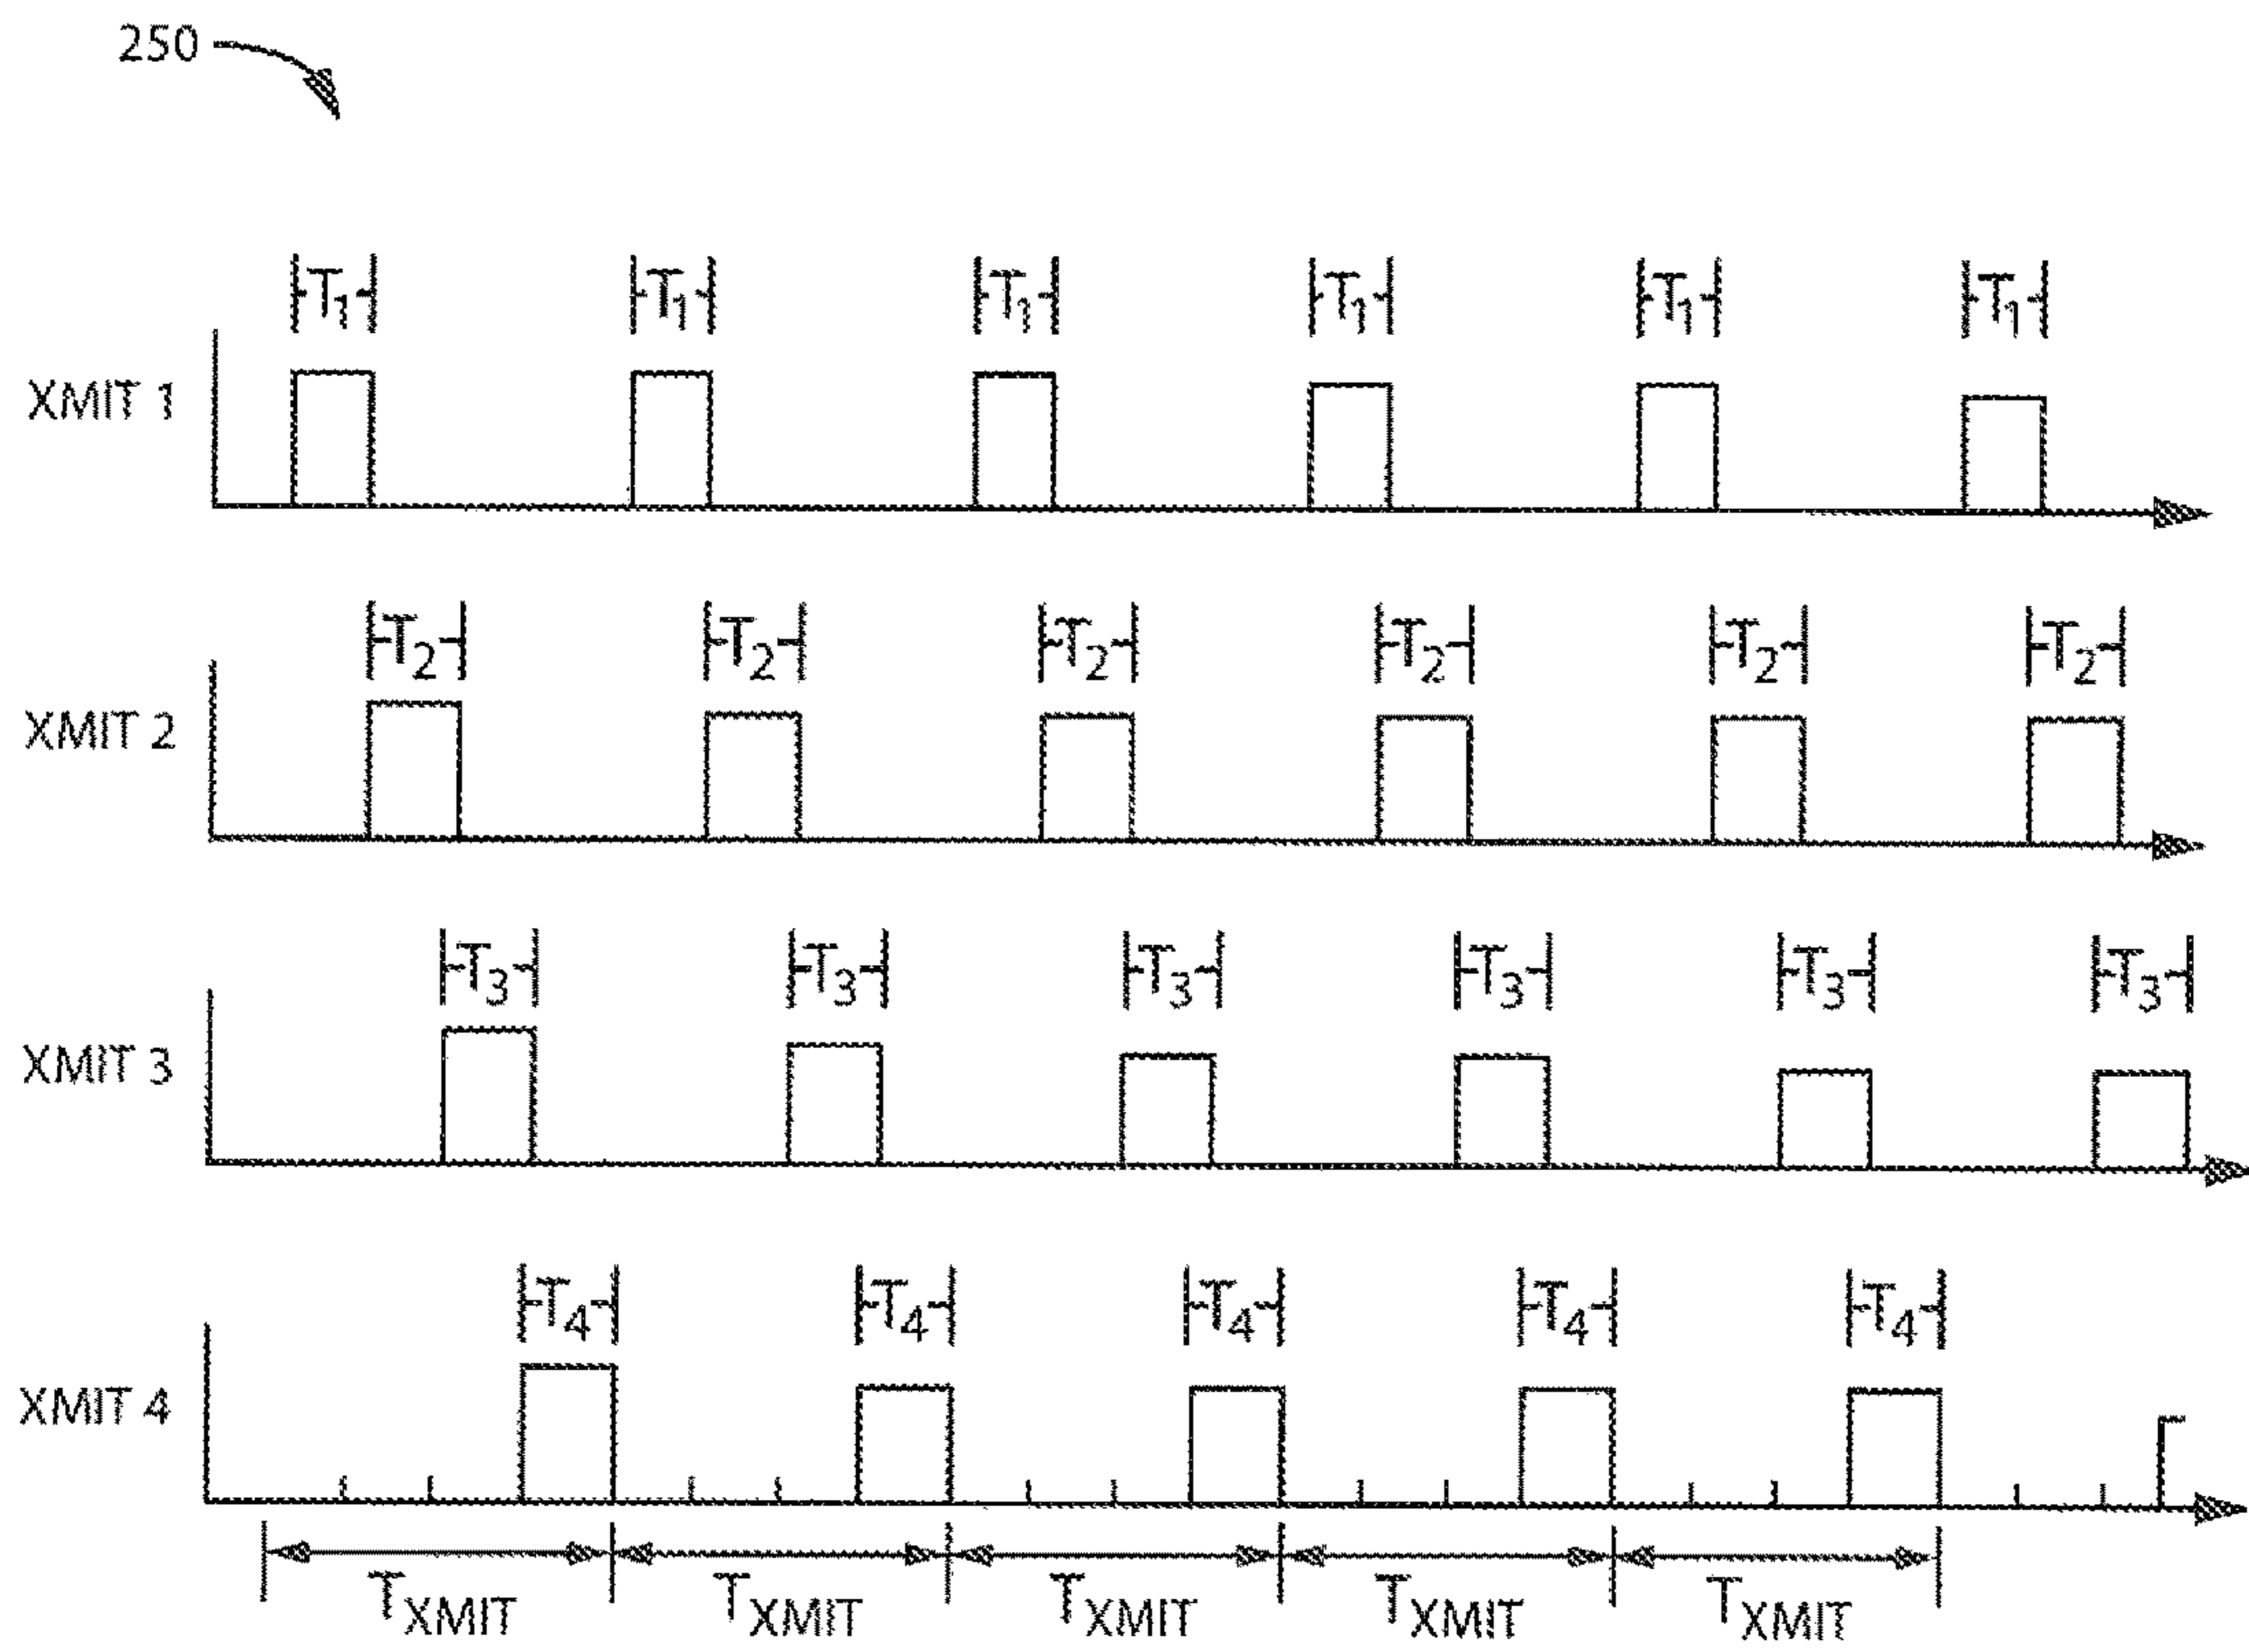 250
T1 T1 T1 T1 T1 T1
XMIT 1
T2 T2 T2 T2 T2 T2
XMIT 2
T3 T3 T3 T3 T3 T3
XMIT 3
T4 T4 T4 T4 T4
XMIT 4
TXMIT TXMIT TXMIT TXMIT TXMIT